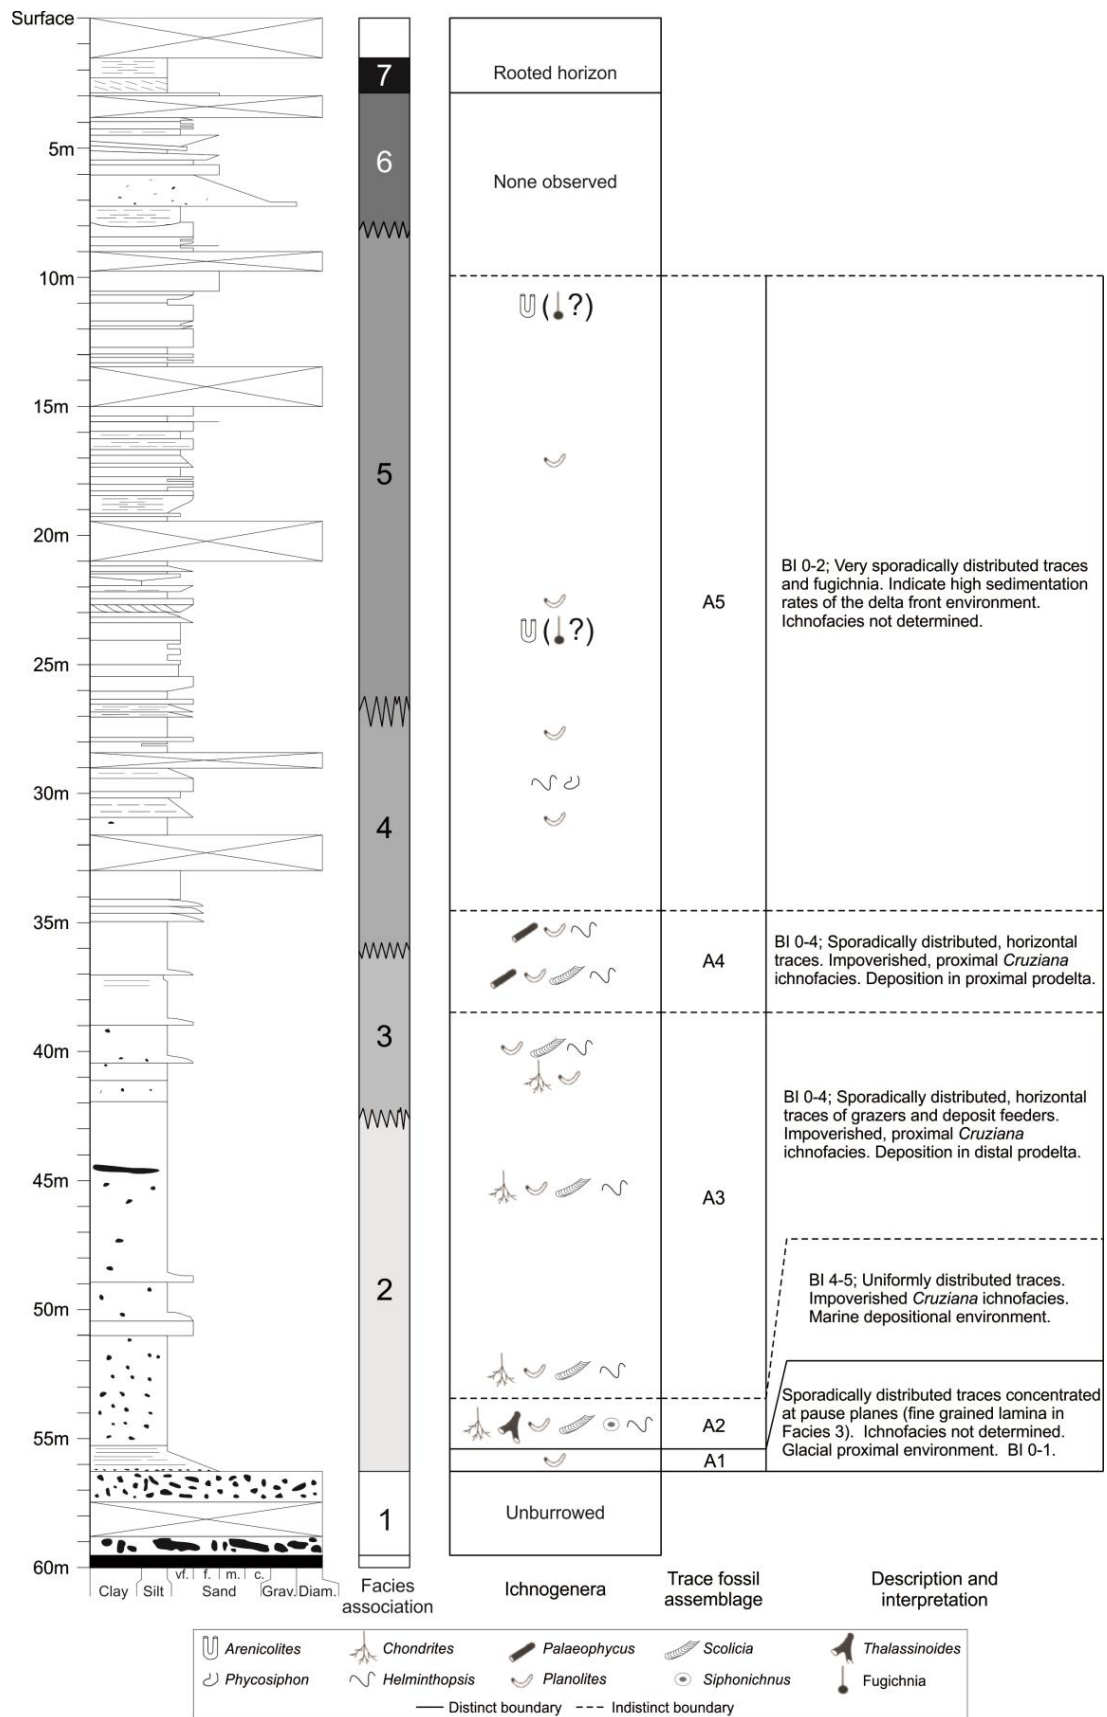 Surface
5m
10m
15m
20m
25m
30m
35m
40m
45m
50m
55m
60m
Clay
Silt
vf.
f.
m.
c.
Sand
Grav.
Diam.
7
6
5
4
3
2
1
Facies
association
Rooted horizon
None observed
(?)
(?)
Unburrowed
Ichnogenera
A5
A4
A3
A2
A1
Trace fossil
assemblage
BI 0-2; Very sporadically distributed traces
and fugichnia. Indicate high sedimentation
rates of the delta front environment.
Ichnofacies not determined.
BI 0-4; Sporadically distributed, horizontal
traces. Impoverished, proximal Cruziana
ichnofacies. Deposition in proximal prodelta.
BI 0-4; Sporadically distributed, horizontal
traces of grazers and deposit feeders.
Impoverished, proximal Cruziana
ichnofacies. Deposition in distal prodelta.
BI 4-5; Uniformly distributed traces.
Impoverished Cruziana ichnofacies.
Marine depositional environment.
Sporadically distributed traces concentrated
at pause planes (fine grained lamina in
Facies 3). Ichnofacies not determined.
Glacial proximal environment. BI 0-1.
Description and
interpretation
Arenicolites
Chondrites
Palaeophycus
Scolicia
Thalassinoides
Phycosiphon
Helminthopsis
Planolites
Siphonichnus
Fugichnia
Distinct boundary
Indistinct boundary